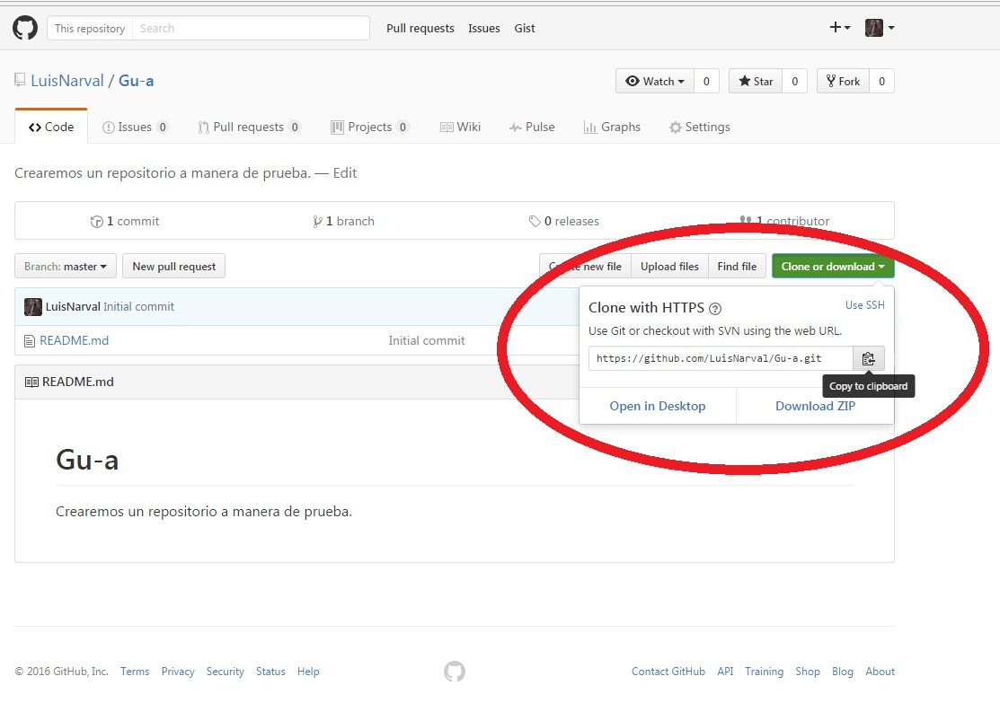 This repository Search Pull requests Issues Gist
LuisNarval / Gu-a Watch 0 Star 0 Fork 0
Code Issues 0 Pull requests 0 Projects 0 Wiki Pulse Graphs Settings
Crearemos un repositorio a manera de prueba. — Edit
1 commit 1 branch 0 releases 1 contributor
Branch: master New pull request Create new file Upload files Find file Clone or download
LuisNarval Initial commit
README.md Initial commit
Clone with HTTPS ? Use SSH
Use Git or checkout with SVN using the web URL.
https://github.com/LuisNarval/Gu-a.git
Copy to clipboard
Open in Desktop Download ZIP
README.md
Gu-a
Crearemos un repositorio a manera de prueba.
© 2016 GitHub, Inc. Terms Privacy Security Status Help Contact GitHub API Training Shop Blog About